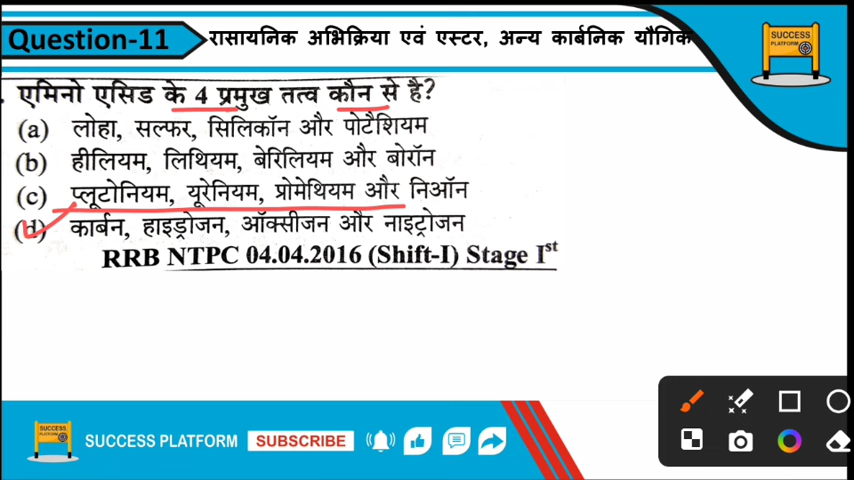 Question-11
रासायनिक अभिक्रिया एवं एस्टर, अन्य कार्बनिक यौगिक
SUCCESS
PLATFORM
. एमिनो एसिड के 4 प्रमुख तत्व कौन से है?
(a) लोहा, सल्फर, सिलिकॉन और पोटैशियम
(b) हीलियम, लिथियम, बेरिलियम और बोरॉन
(c) प्लूटोनियम, यूरेनियम, प्रोमेथियम और निऑन
(d) कार्बन, हाइड्रोजन, ऑक्सीजन और नाइट्रोजन
RRB NTPC 04.04.2016 (Shift-I) Stage Ist
SUCCESS
PLATFORM
SUCCESS PLATFORM
SUBSCRIBE